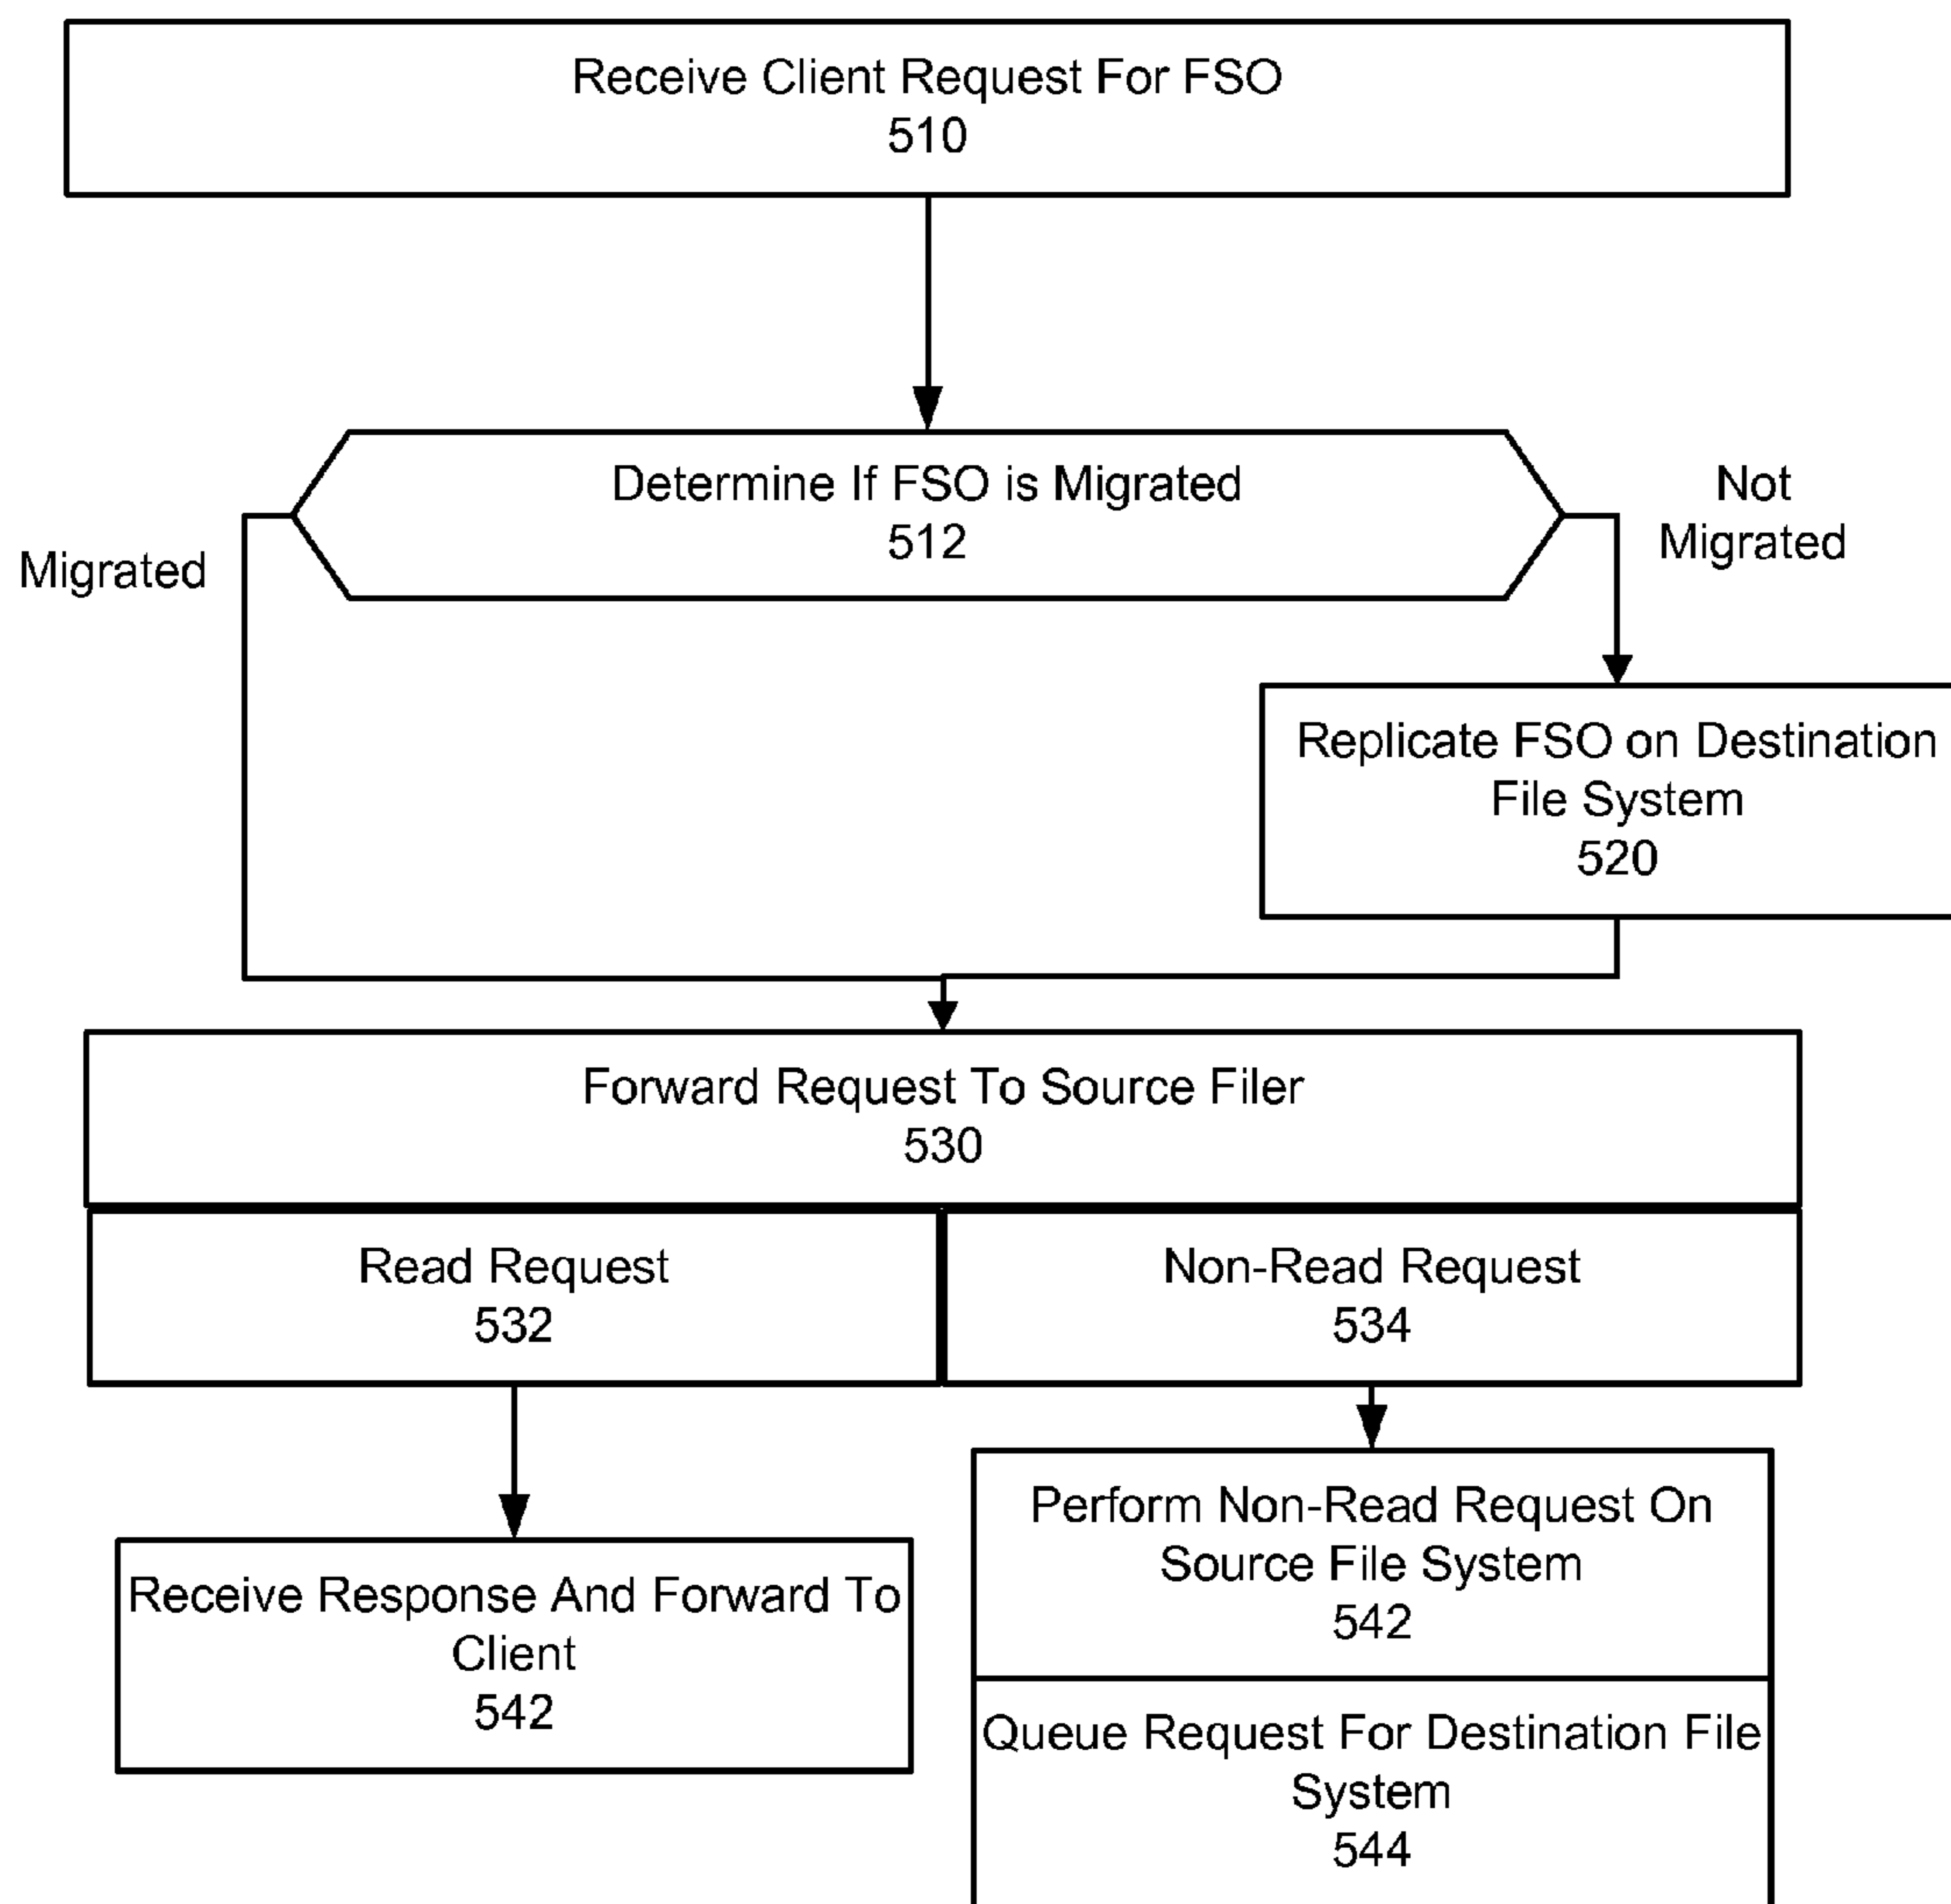 Receive Client Request For FSO
510
Determine If FSO is Migrated
512
Not
Migrated
Migrated
Replicate FSO on Destination
File System
520
Forward Request To Source Filer
530
Read Request
532
Non-Read Request
534
Receive Response And Forward To
Client
542
Perform Non-Read Request On
Source File System
542
Queue Request For Destination File
System
544